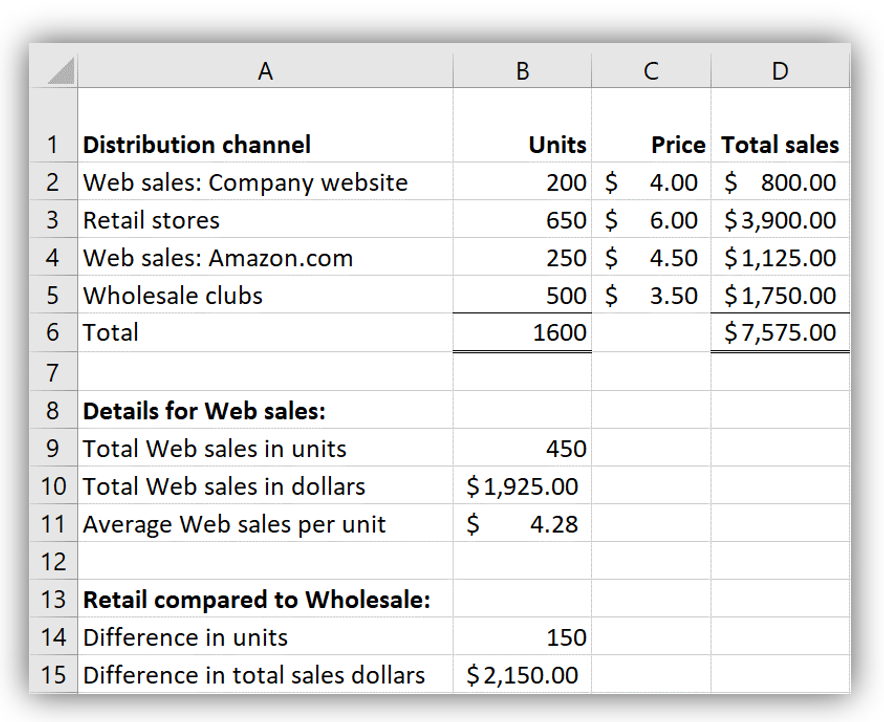 A B C D
1 Distribution channel Units Price Total sales
2 Web sales: Company website 200 $ 4.00 $ 800.00
3 Retail stores 650 $ 6.00 $3,900.00
4 Web sales: Amazon.com 250 $ 4.50 $1,125.00
5 Wholesale clubs 500 $ 3.50 $1,750.00
6 Total 1600 $7,575.00
7
8 Details for Web sales:
9 Total Web sales in units 450
10 Total Web sales in dollars $1,925.00
11 Average Web sales per unit $ 4.28
12
13 Retail compared to Wholesale:
14 Difference in units 150
15 Difference in total sales dollars $2,150.00